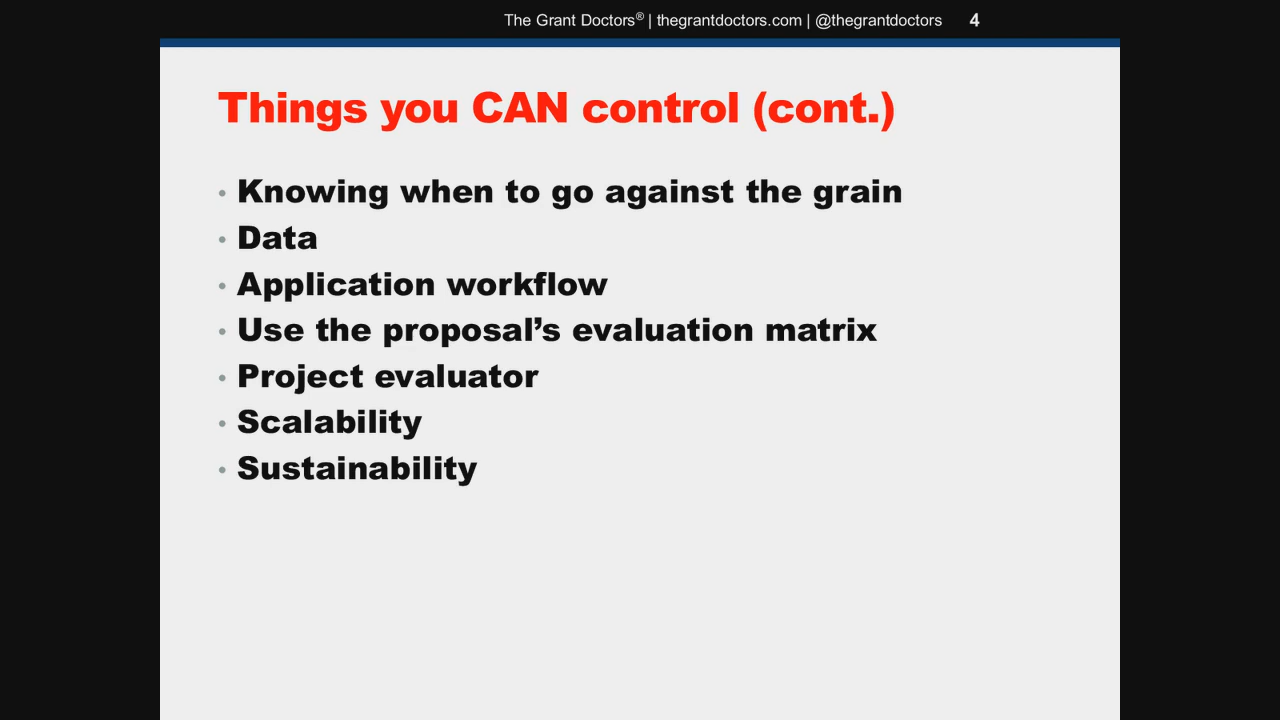 The Grant Doctors® | thegrantdoctors.com | @thegrantdoctors 4
Things you CAN control (cont.)
• Knowing when to go against the grain
• Data
• Application workflow
• Use the proposal’s evaluation matrix
• Project evaluator
• Scalability
• Sustainability